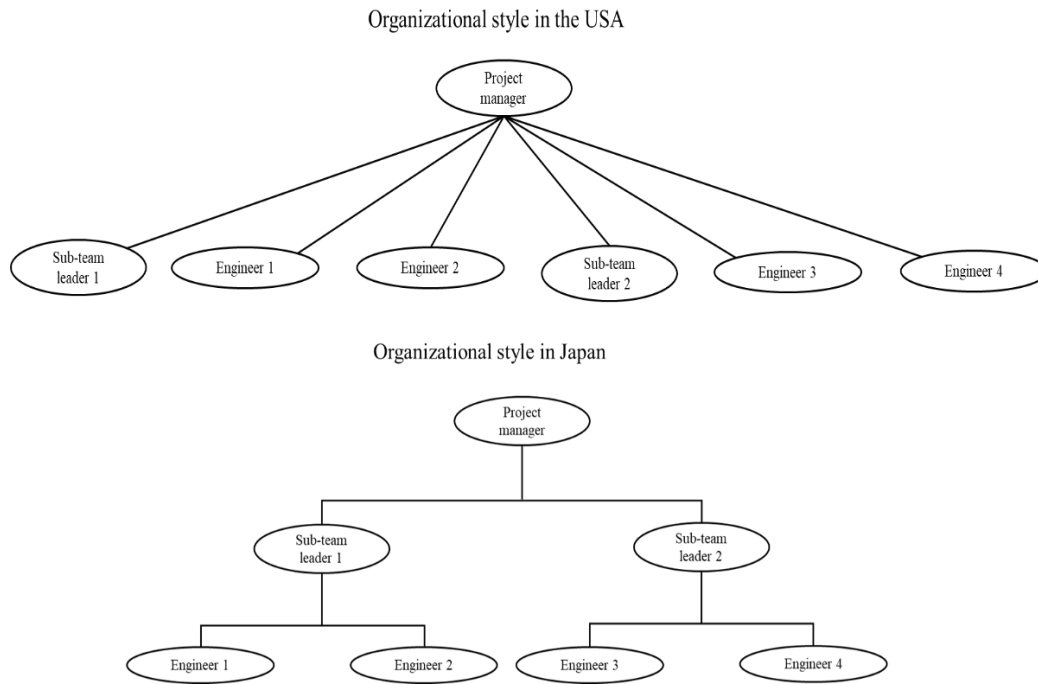 Organizational style in the USA
Project
manager
Sub-team
leader 1
Engineer 1
Engineer 2
Sub-team
leader 2
Engineer 3
Engineer 4
Organizational style in Japan
Project
manager
Sub-team
leader 1
Sub-team
leader 2
Engineer 1
Engineer 2
Engineer 3
Engineer 4